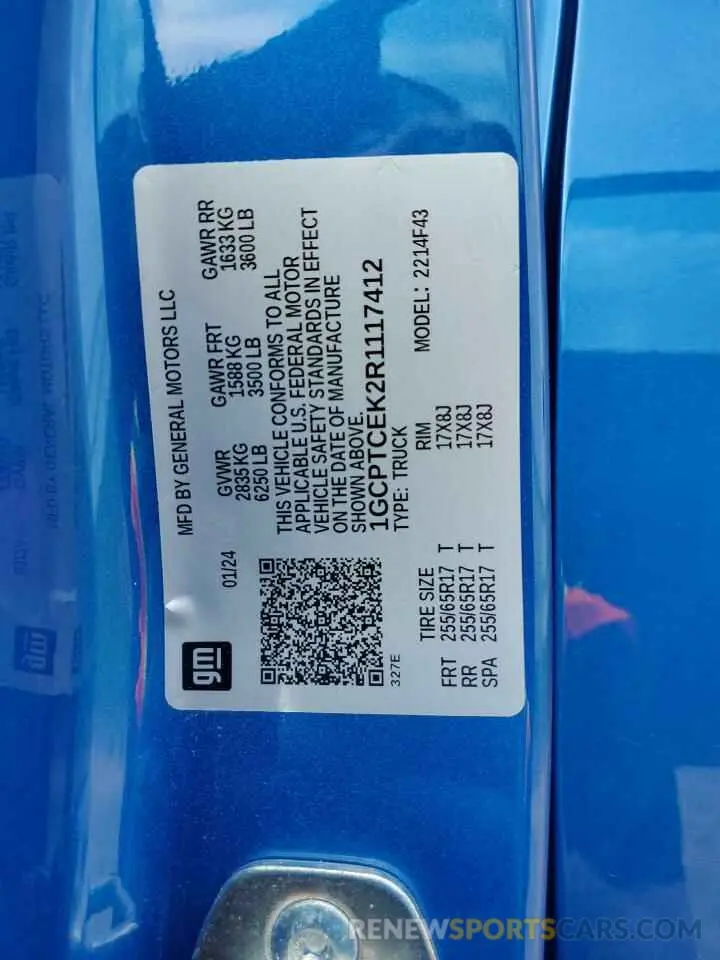 MFD BY GENERAL MOTORS LLC
01/24
GVWR GAWR FRT GAWR RR
2835 KG 1588 KG 1633 KG
6250 LB 3500 LB 3600 LB
THIS VEHICLE CONFORMS TO ALL
APPLICABLE U.S. FEDERAL MOTOR
VEHICLE SAFETY STANDARDS IN EFFECT
ON THE DATE OF MANUFACTURE
SHOWN ABOVE.
1GCPTCEK2R1117412
TYPE: TRUCK
gm
327E
MODEL: 2214F43
TIRE SIZE RIM
FRT 255/65R17 T 17X8J
RR 255/65R17 T 17X8J
SPA 255/65R17 T 17X8J
RENEWSPORTSCARS.COM